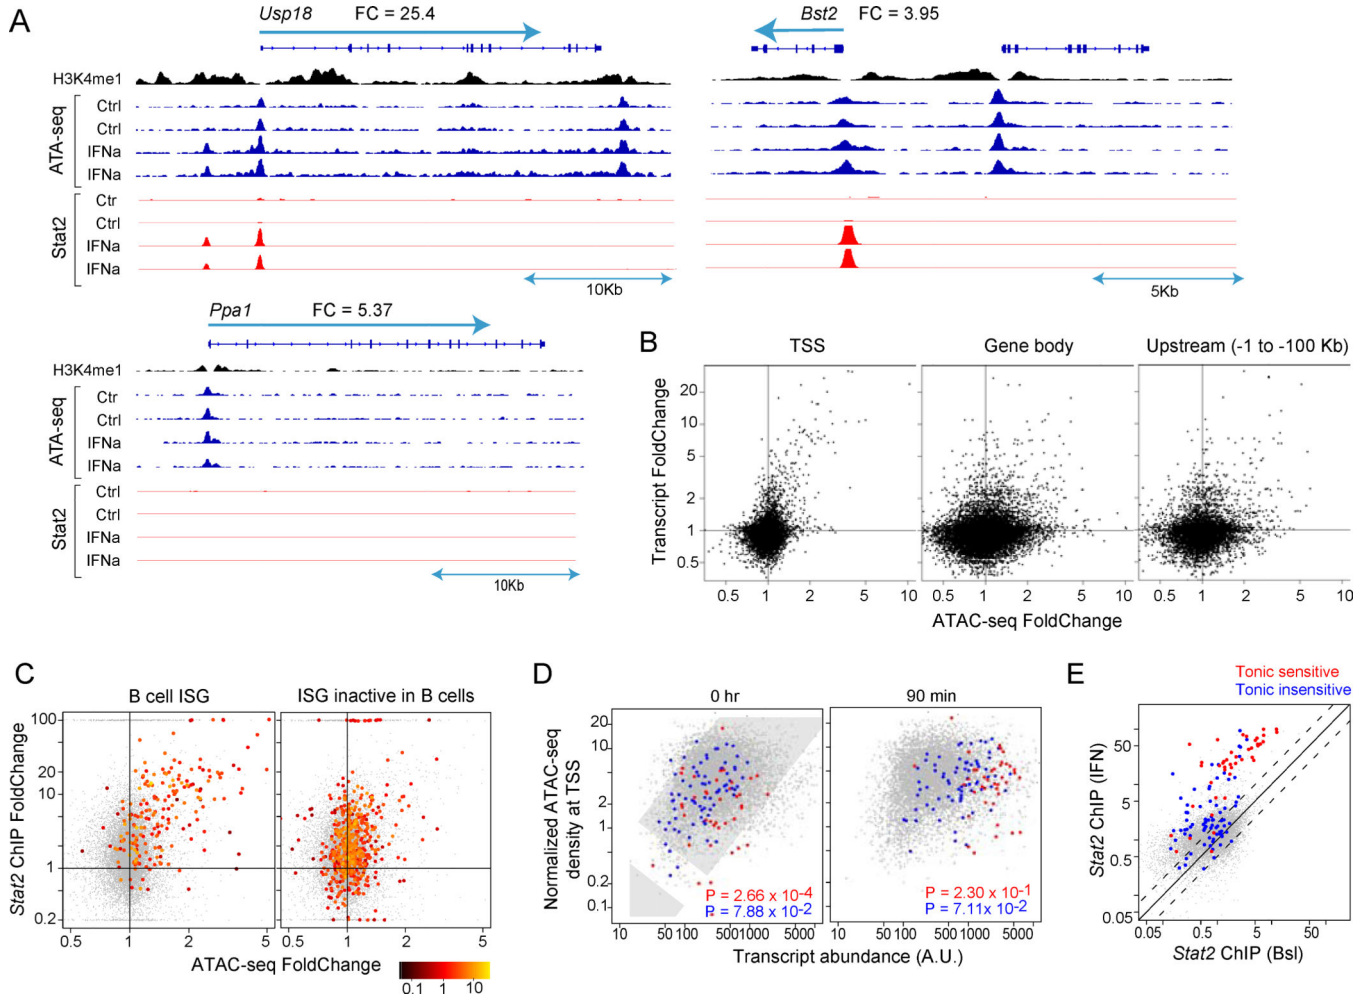 A
Usp18 FC = 25.4
Bst2 FC = 3.95
H3K4me1
ATA-seq
Ctrl
Ctrl
IFNa
IFNa
Stat2
Ctr
Ctrl
IFNa
IFNa
10Kb
5Kb
Ppa1 FC = 5.37
H3K4me1
ATA-seq
Ctr
Ctrl
IFNa
IFNa
Stat2
Ctrl
Ctrl
IFNa
IFNa
10Kb
B
TSS Gene body Upstream (-1 to -100 Kb)
Transcript FoldChange
20
10
5
2
1
0.5
0.5 1 2 5 10 0.5 1 2 5 10 0.5 1 2 5 10
ATAC-seq FoldChange
C
B cell ISG ISG inactive in B cells
Stat2 ChIP FoldChange
100
20
10
1
0.2
0.5 1 2 5 0.5 1 2 5
ATAC-seq FoldChange
0.1 1 10
D
0 hr 90 min
Normalized ATAC-seq
density at TSS
20
10
2
1
0.2
0.1
P = 2.66 x 10-4
P = 7.88 x 10-2
P = 2.30 x 10-1
P = 7.11x 10-2
10 50 100 500 1000 5000 10 50 100 500 1000 5000
Transcript abundance (A.U.)
E
Tonic sensitive
Tonic insensitive
Stat2 ChIP (IFN)
50
5
0.5
0.05
0.05 0.5 5 50
Stat2 ChIP (Bsl)